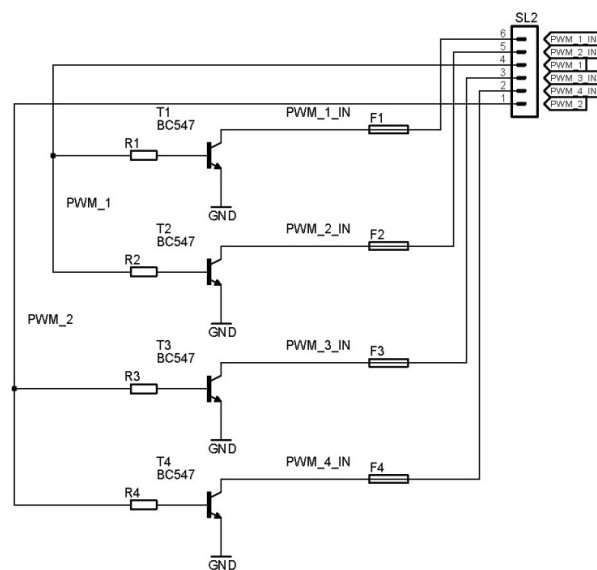 SL2
6 PWM_1_IN
5 PWM_2_IN
4 PWM_1
3 PWM_3_IN
2 PWM_4_IN
1 PWM_2
T1
BC547
PWM_1_IN
F1
R1
GND
PWM_1
T2
BC547
PWM_2_IN
F2
R2
GND
PWM_2
T3
BC547
PWM_3_IN
F3
R3
GND
T4
BC547
PWM_4_IN
F4
R4
GND